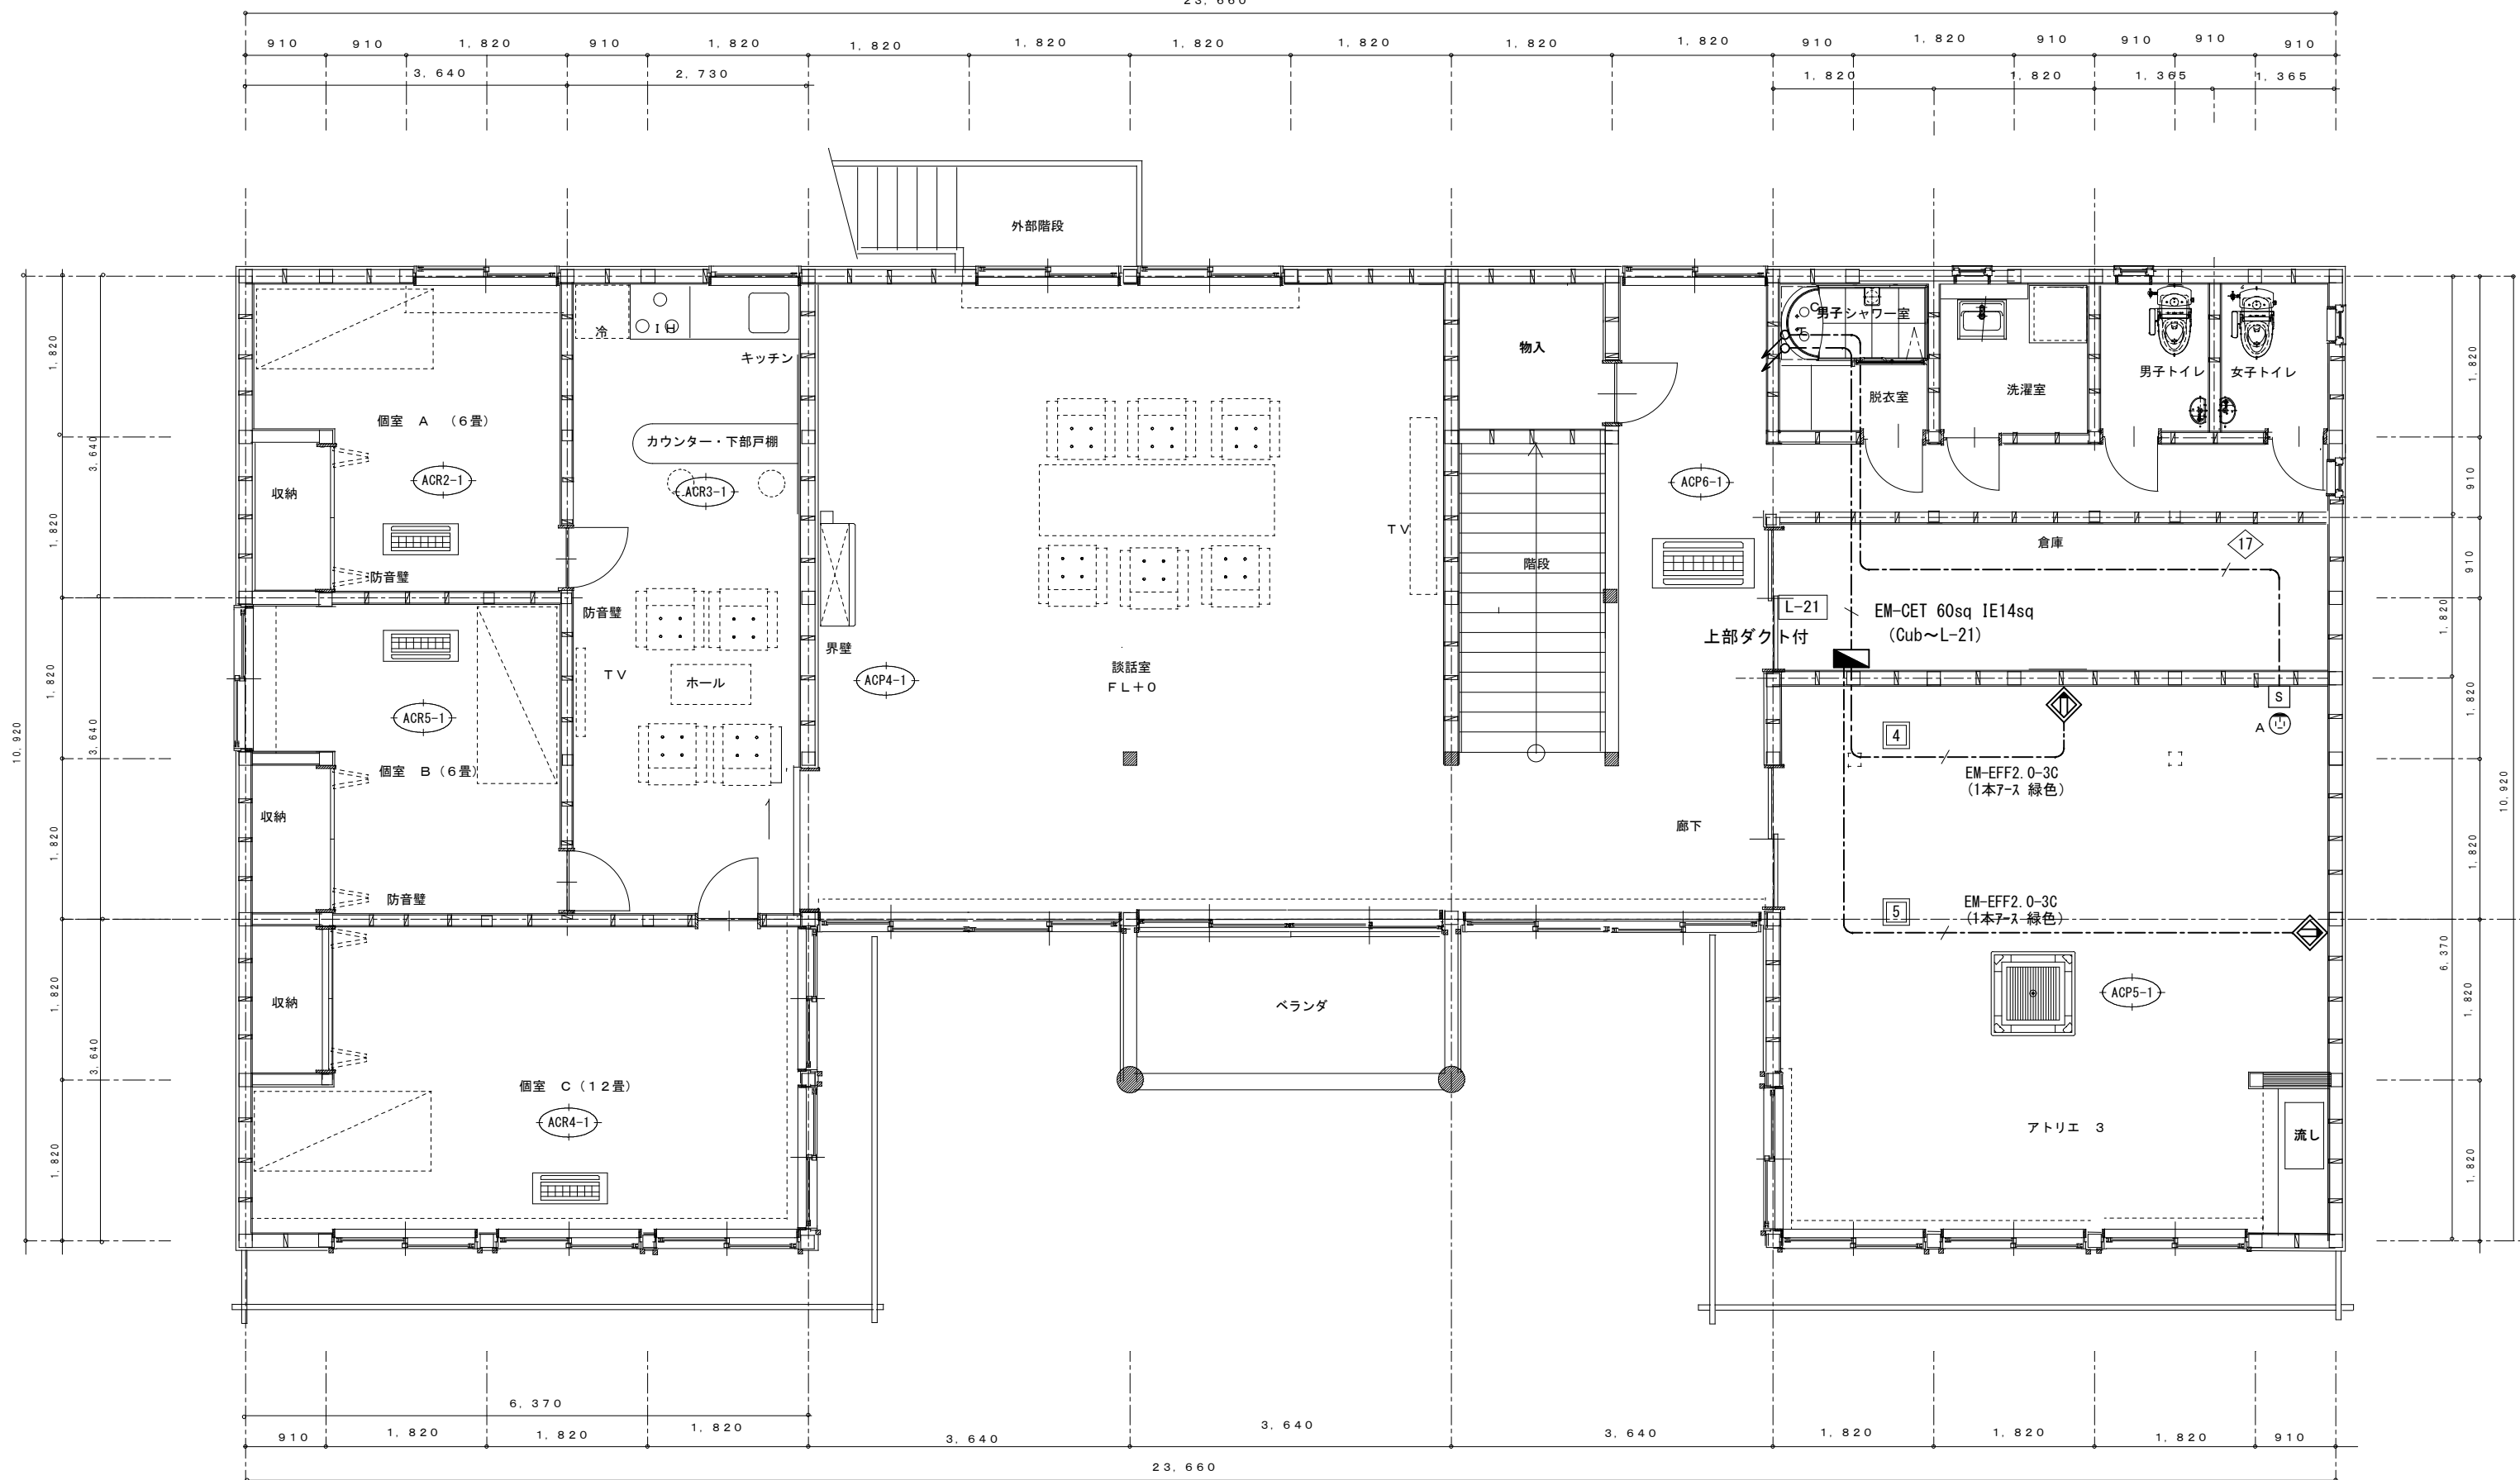 23,660
910 910 1,820 910 1,820 1,820 1,820 1,820 1,820 1,820 1,820 910 1,820 910 910 910 910
3,640 2,730 1,820 1,820 1,365 1,365
外部階段
冷
ＩＨ
キッチン
男子シャワー室
物入
脱衣室
洗濯室
男子トイレ
女子トイレ
個室 Ａ （６畳）
カウンター・下部戸棚
ACR2-1
ACR3-1
ACP6-1
収納
ＴＶ
階段
倉庫
17
防音壁
防音壁
L-21
EM-CET 60sq IE14sq
(Cub～L-21)
上部ダクト付
界壁
談話室
ＦＬ＋０
ＴＶ
ホール
ACP4-1
ACR5-1
S
A
4
EM-EFF2.0-3C
(1本ｱｰｽ 緑色)
個室 Ｂ（６畳）
収納
廊下
防音壁
5
EM-EFF2.0-3C
(1本ｱｰｽ 緑色)
収納
ベランダ
ACP5-1
個室 Ｃ（１２畳）
ACR4-1
アトリエ ３
流し
10,920
1,820
1,820
1,820
1,820
1,820
1,820
3,640
3,640
3,640
1,820
910
910
1,820
1,820
1,820
1,820
1,820
6,370
10,920
6,370
910 1,820 1,820 1,820 3,640 3,640 3,640 1,820 1,820 1,820 910
23,660